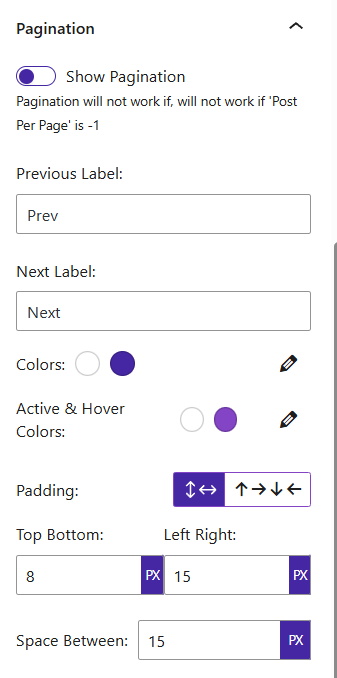 Pagination
Show Pagination
Pagination will not work if, will not work if 'Post
Per Page' is -1
Previous Label:
Prev
Next Label:
Next
Colors:
Active & Hover
Colors:
Padding:
Top Bottom: Left Right:
8 PX 15 PX
Space Between: 15 PX